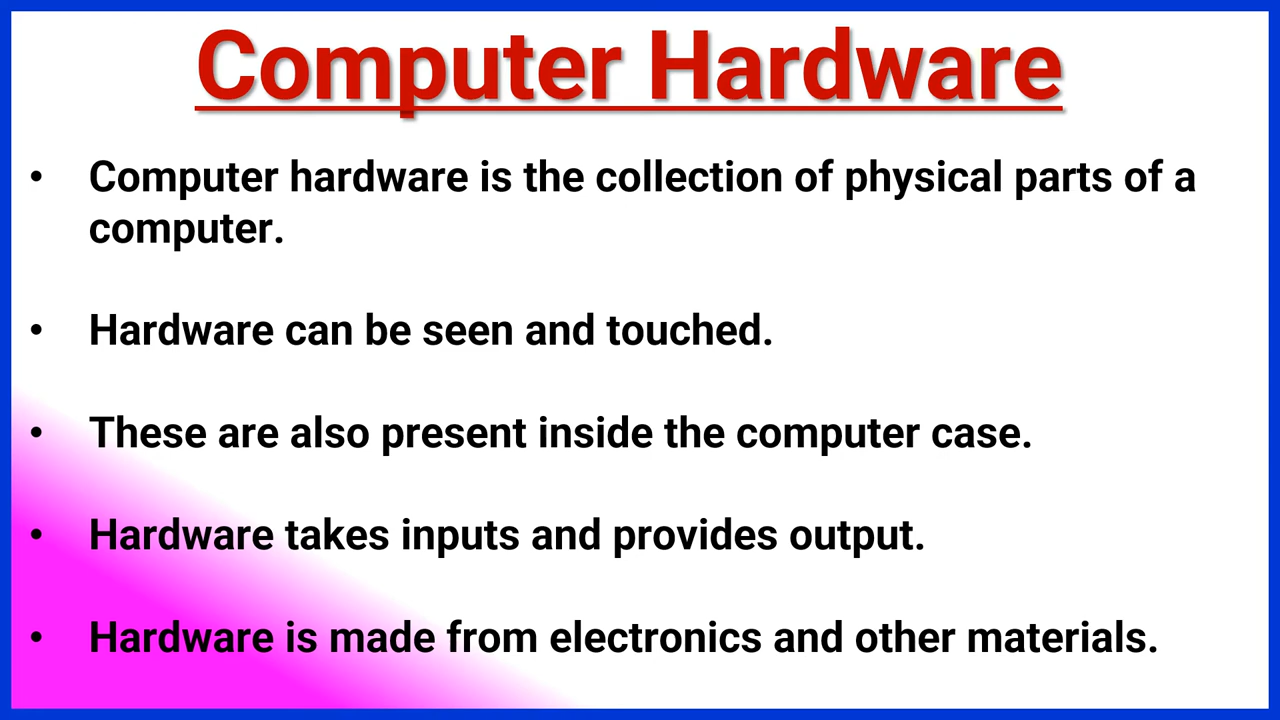 Computer Hardware
• Computer hardware is the collection of physical parts of a
computer.
• Hardware can be seen and touched.
• These are also present inside the computer case.
• Hardware takes inputs and provides output.
• Hardware is made from electronics and other materials.